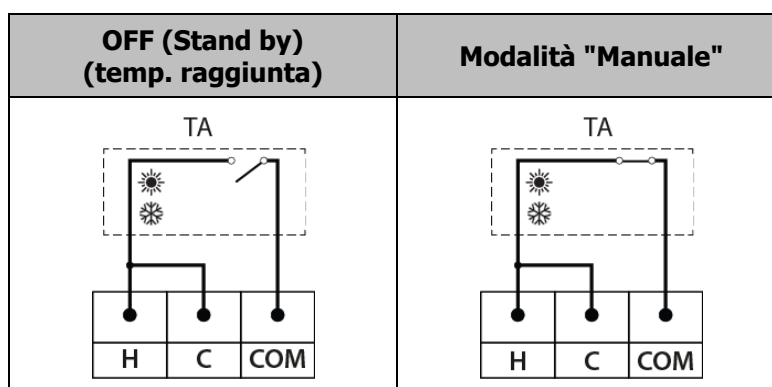 OFF (Stand by)
(temp. raggiunta)
Modalità "Manuale"
TA
TA
H C COM
H C COM